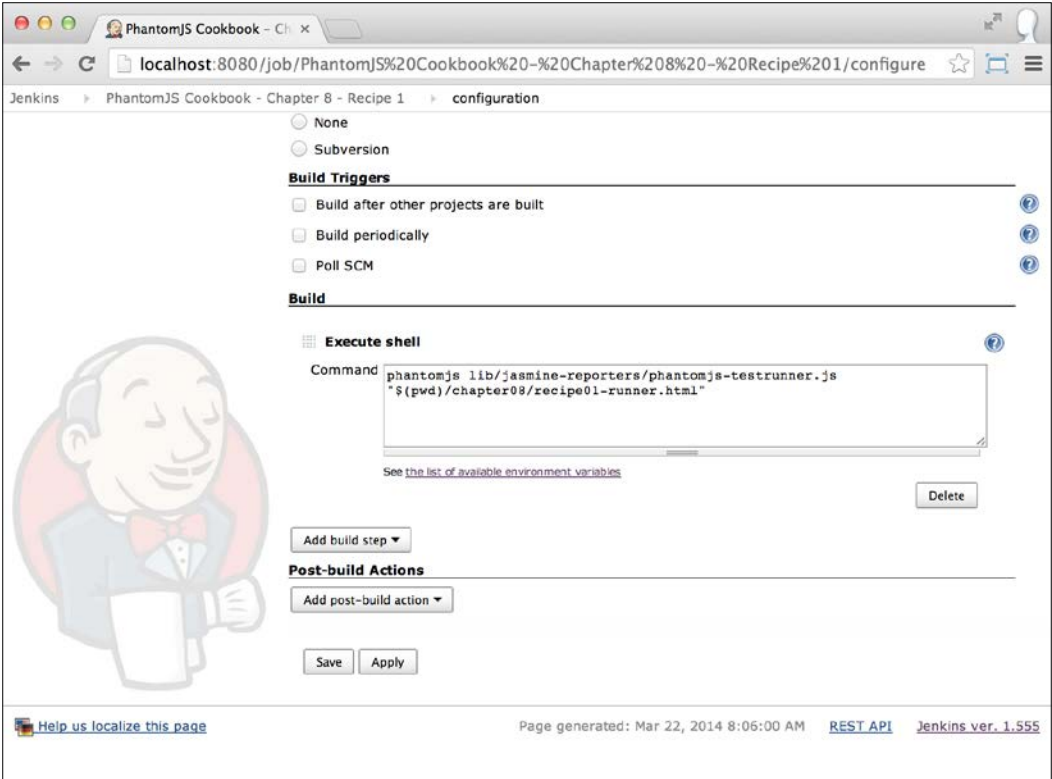 PhantomJS Cookbook – Ch
localhost:8080/job/PhantomJS%20Cookbook%20-%20Chapter%208%20-%20Recipe%201/configure
Jenkins PhantomJS Cookbook - Chapter 8 - Recipe 1 configuration
None
Subversion
Build Triggers
Build after other projects are built
Build periodically
Poll SCM
Build
Execute shell
Command
phantomjs lib/jasmine-reporters/phantomjs-testrunner.js
"$(pwd)/chapter08/recipe01-runner.html"
See the list of available environment variables
Delete
Add build step
Post-build Actions
Add post-build action
Save Apply
Help us localize this page Page generated: Mar 22, 2014 8:06:00 AM REST API Jenkins ver. 1.555